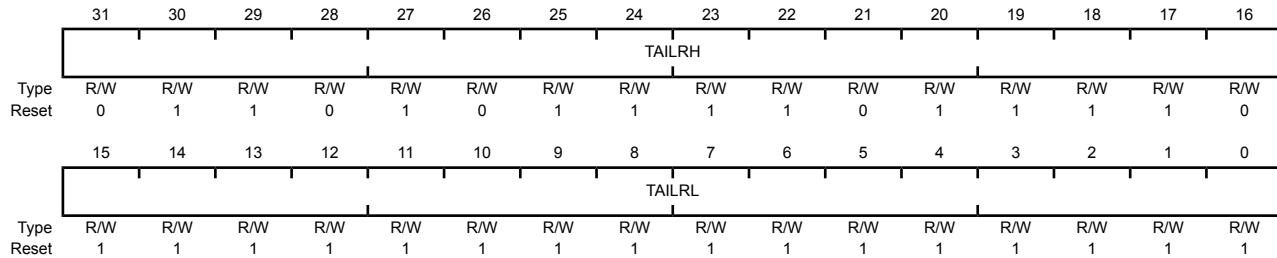 31 30 29 28 27 26 25 24 23 22 21 20 19 18 17 16
TAILRH
Type R/W R/W R/W R/W R/W R/W R/W R/W R/W R/W R/W R/W R/W R/W R/W R/W
Reset 0 1 1 0 1 0 1 1 1 1 0 1 1 1 1 0
15 14 13 12 11 10 9 8 7 6 5 4 3 2 1 0
TAILRL
Type R/W R/W R/W R/W R/W R/W R/W R/W R/W R/W R/W R/W R/W R/W R/W R/W
Reset 1 1 1 1 1 1 1 1 1 1 1 1 1 1 1 1